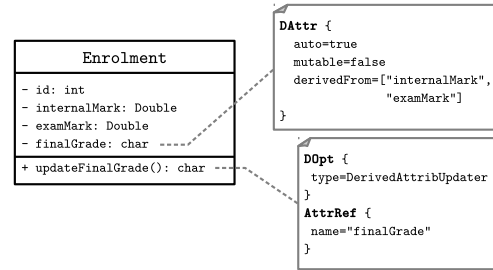 Enrolment
- id: int
- internalMark: Double
- examMark: Double
- finalGrade: char
+ updateFinalGrade(): char
DAttr {
auto=true
mutable=false
derivedFrom=["internalMark",
"examMark"]
}
DOpt {
type=DerivedAttribUpdater
}
AttrRef {
name="finalGrade"
}